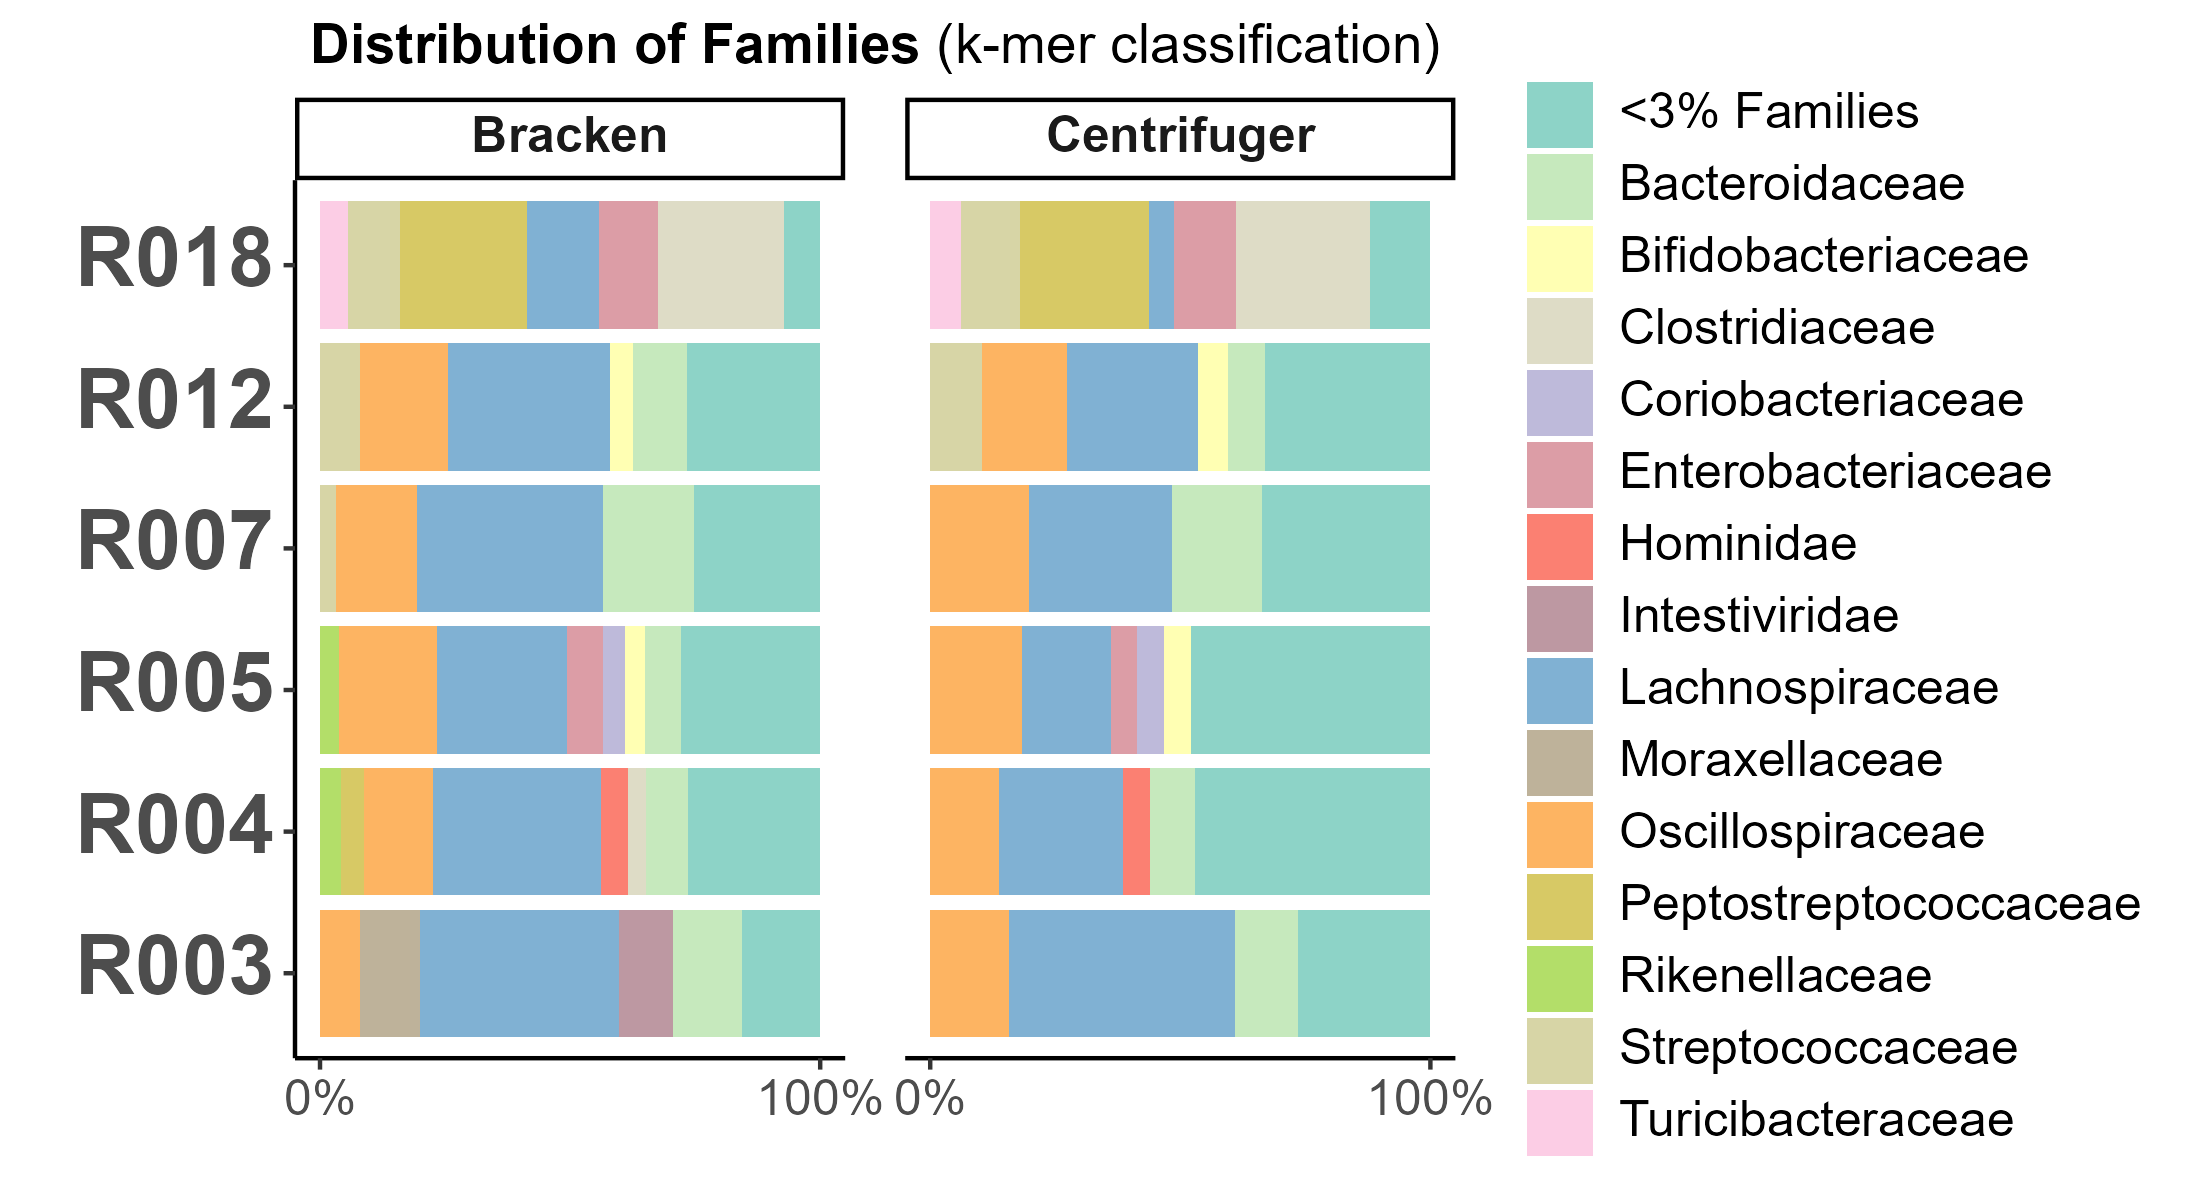 Distribution of Families (k-mer classification)
Bracken
Centrifuger
R018
R012
R007
R005
R004
R003
0%
100%
0%
100%
<3% Families
Bacteroidaceae
Bifidobacteriaceae
Clostridiaceae
Coriobacteriaceae
Enterobacteriaceae
Hominidae
Intestiviridae
Lachnospiraceae
Moraxellaceae
Oscillospiraceae
Peptostreptococcaceae
Rikenellaceae
Streptococcaceae
Turicibacteraceae